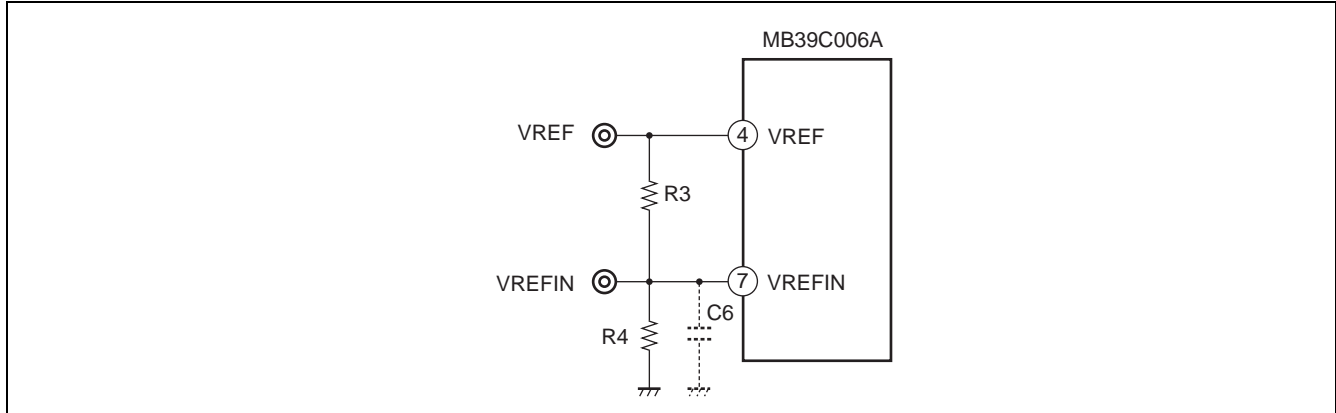 MB39C006A
VREF
4
VREF
R3
VREFIN
7
VREFIN
C6
R4